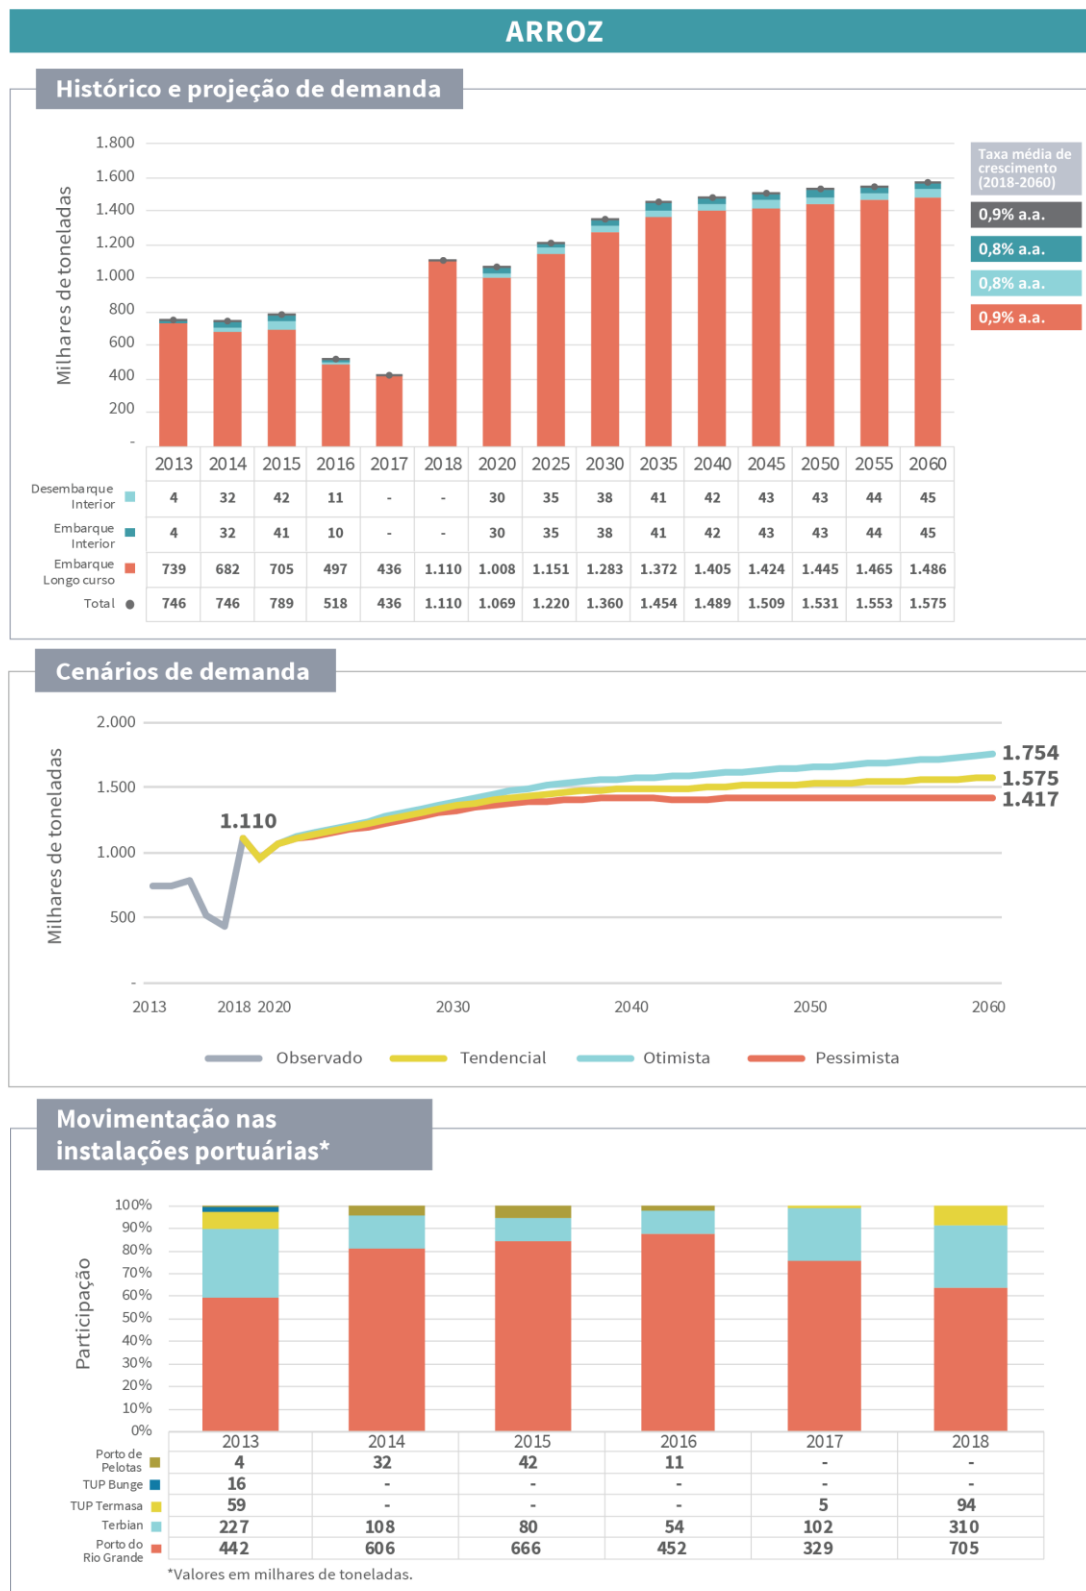 ARROZ
Histórico e projeção de demanda
Milhares de toneladas
1.800
1.600
1.400
1.200
1.000
800
600
400
200
-
Taxa média de
crescimento
(2018-2060)
0,9% a.a.
0,8% a.a.
0,8% a.a.
0,9% a.a.
2013 2014 2015 2016 2017 2018 2020 2025 2030 2035 2040 2045 2050 2055 2060
Desembarque
Interior 4 32 42 11 - - 30 35 38 41 42 43 43 44 45
Embarque
Interior 4 32 41 10 - - 30 35 38 41 42 43 43 44 45
Embarque
Longo curso 739 682 705 497 436 1.110 1.008 1.151 1.283 1.372 1.405 1.424 1.445 1.465 1.486
Total 746 746 789 518 436 1.110 1.069 1.220 1.360 1.454 1.489 1.509 1.531 1.553 1.575
Cenários de demanda
Milhares de toneladas
2.000
1.500
1.000
500
-
1.110
1.754
1.575
1.417
2013 2018 2020 2030 2040 2050 2060
Observado Tendencial Otimista Pessimista
Movimentação nas
instalações portuárias*
Participação
100%
90%
80%
70%
60%
50%
40%
30%
20%
10%
0%
2013 2014 2015 2016 2017 2018
Porto de
Pelotas 4 32 42 11 - -
TUP Bunge 16 - - - - -
TUP Termasa 59 - - - 5 94
Terbian 227 108 80 54 102 310
Porto do
Rio Grande 442 606 666 452 329 705
*Valores em milhares de toneladas.